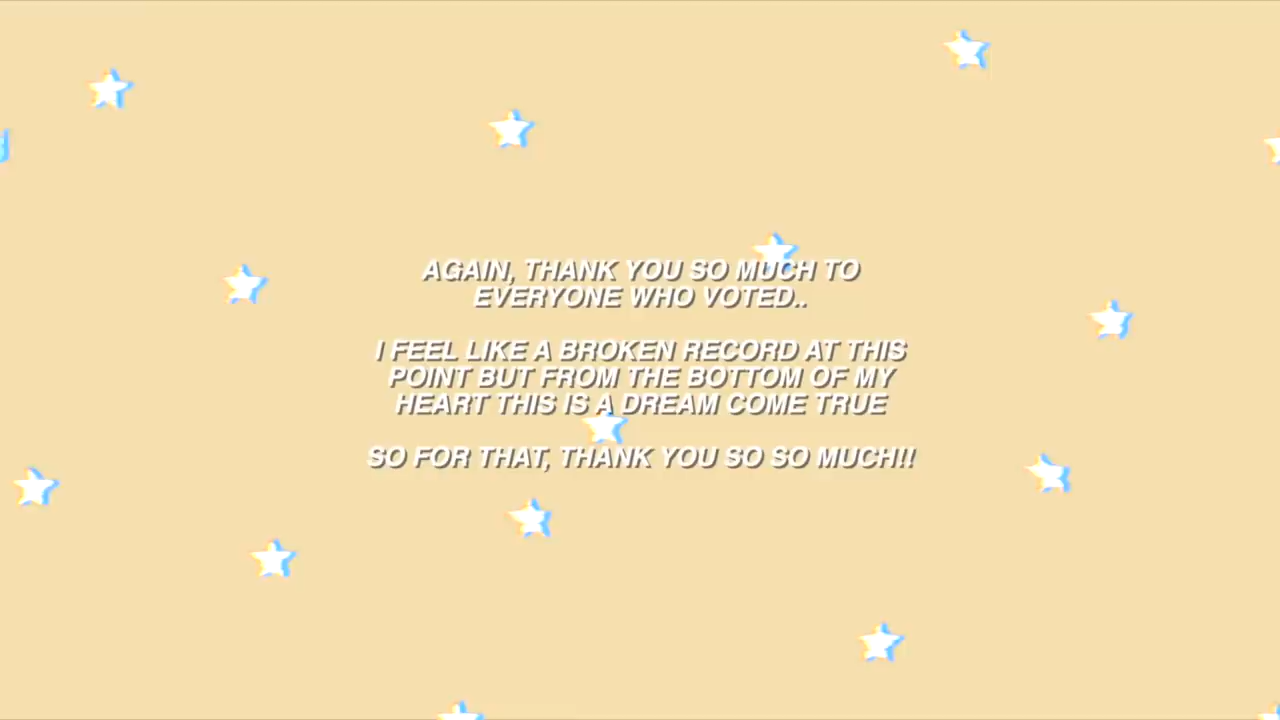 AGAIN, THANK YOU SO MUCH TO
EVERYONE WHO VOTED..
I FEEL LIKE A BROKEN RECORD AT THIS
POINT BUT FROM THE BOTTOM OF MY
HEART THIS IS A DREAM COME TRUE
SO FOR THAT, THANK YOU SO SO MUCH!!